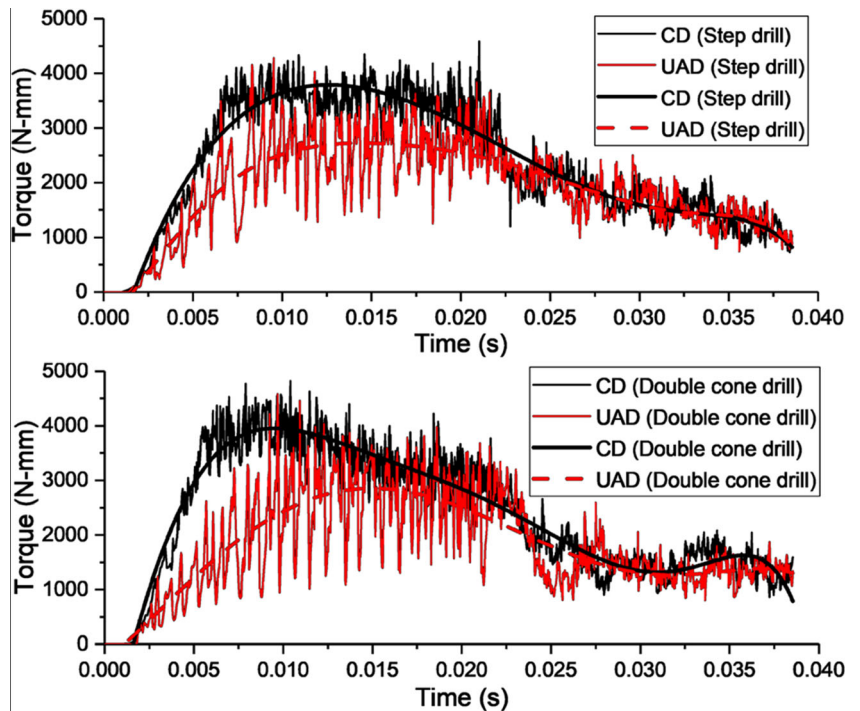 5000
4000
3000
2000
1000
0
Torque (N-mm)
CD (Step drill)
UAD (Step drill)
CD (Step drill)
UAD (Step drill)
0.000 0.005 0.010 0.015 0.020 0.025 0.030 0.035 0.040
Time (s)
5000
4000
3000
2000
1000
0
Torque (N-mm)
CD (Double cone drill)
UAD (Double cone drill)
CD (Double cone drill)
UAD (Double cone drill)
0.000 0.005 0.010 0.015 0.020 0.025 0.030 0.035 0.040
Time (s)